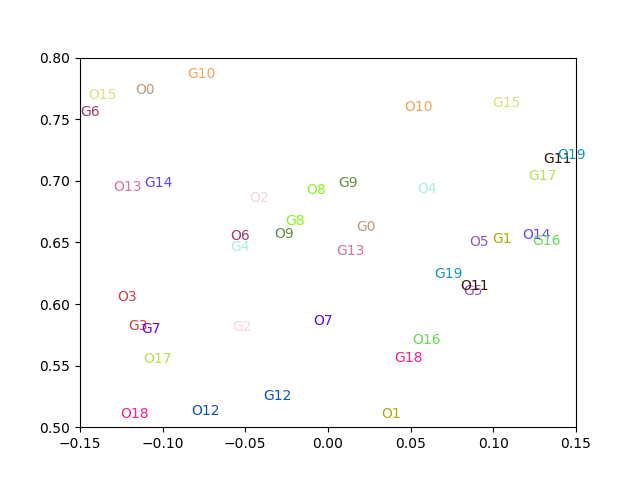 0.80
G10
O15 O0
G6 O10 G15
0.75
G11 O19
G17
0.70
O13 G14 O2 O8 G9 O4
G8 G0
0.65
O6 O9 O5 G1 O14 G16
G4 G13
G19
O11
G5
0.60
O3
G3 G7 G2 O7
O16
0.55
O17 G18
G12
0.50
O18 O12 O1
−0.15 −0.10 −0.05 0.00 0.05 0.10 0.15